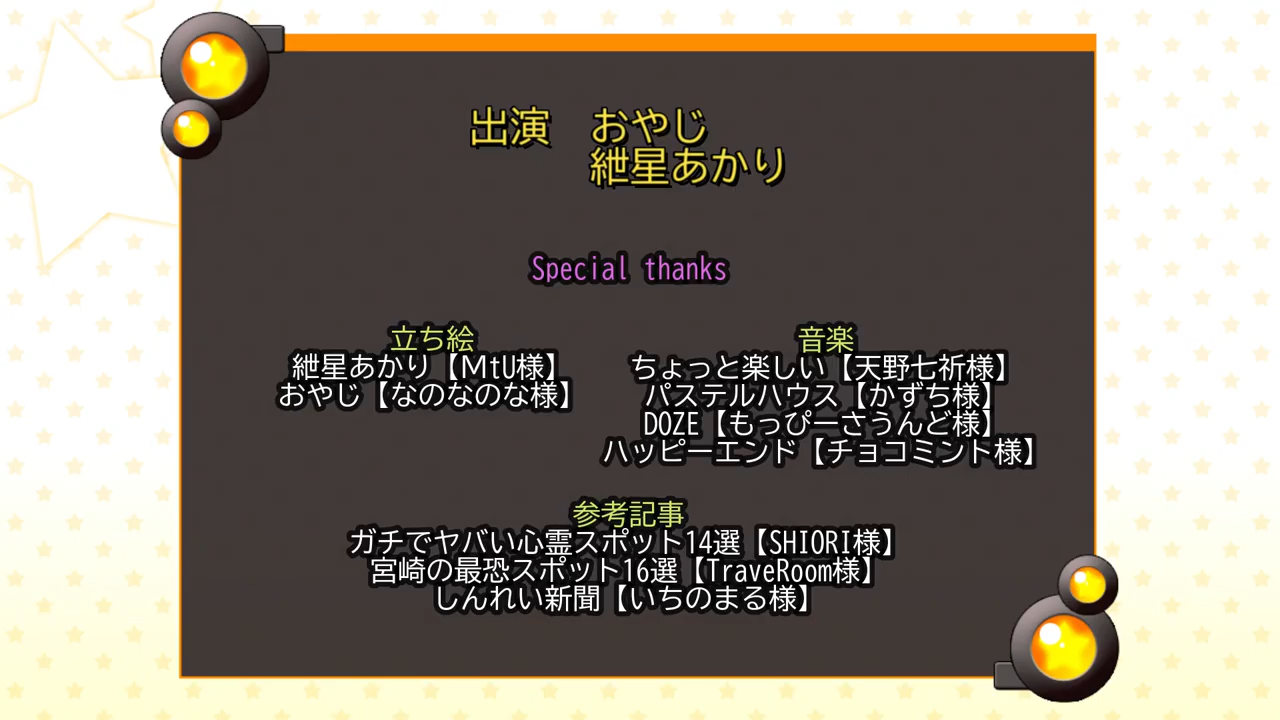 出演 おやじ
紲星あかり
Special thanks
立ち絵
紲星あかり【MtU様】
おやじ【なのなのな様】
音楽
ちょっと楽しい【天野七祈様】
パステルハウス【かずち様】
DOZE【もっぴーさうんど様】
ハッピーエンド【チョコミント様】
参考記事
ガチでヤバい心霊スポット14選【SHIORI様】
宮崎の最恐スポット16選【TraveRoom様】
しんれい新聞【いちのまる様】